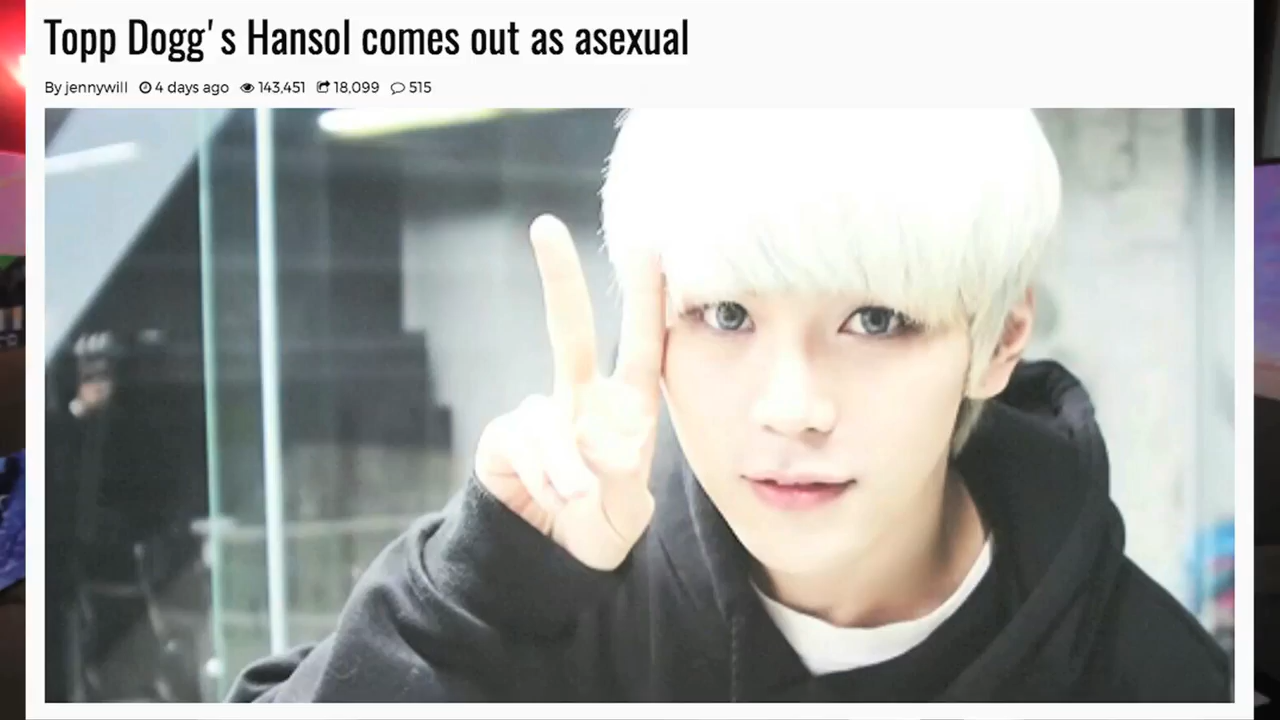 Topp Dogg's Hansol comes out as asexual
By jennywill 4 days ago 143,451 18,099 515